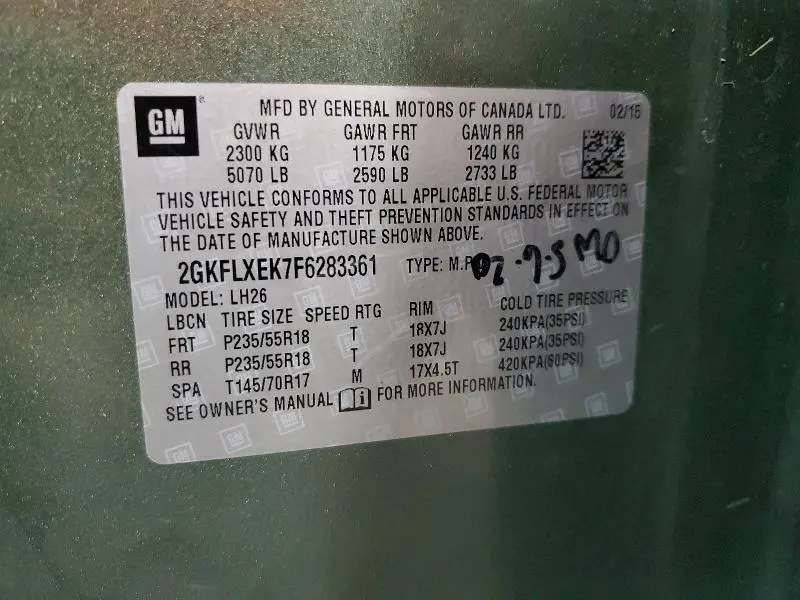 GM ® MFD BY GENERAL MOTORS OF CANADA LTD. 02/15
GVWR GAWR FRT GAWR RR
2300 KG 1175 KG 1240 KG
5070 LB 2590 LB 2733 LB
THIS VEHICLE CONFORMS TO ALL APPLICABLE U.S. FEDERAL MOTOR
VEHICLE SAFETY AND THEFT PREVENTION STANDARDS IN EFFECT ON
THE DATE OF MANUFACTURE SHOWN ABOVE.
2GKFLXEK7F6283361 TYPE: M.P
MODEL: LH26
LBCN TIRE SIZE SPEED RTG RIM COLD TIRE PRESSURE
FRT P235/55R18 T 18X7J 240KPA(35PSI)
RR P235/55R18 T 18X7J 240KPA(35PSI)
SPA T145/70R17 M 17X4.5T 420KPA(60PSI)
SEE OWNER'S MANUAL FOR MORE INFORMATION.